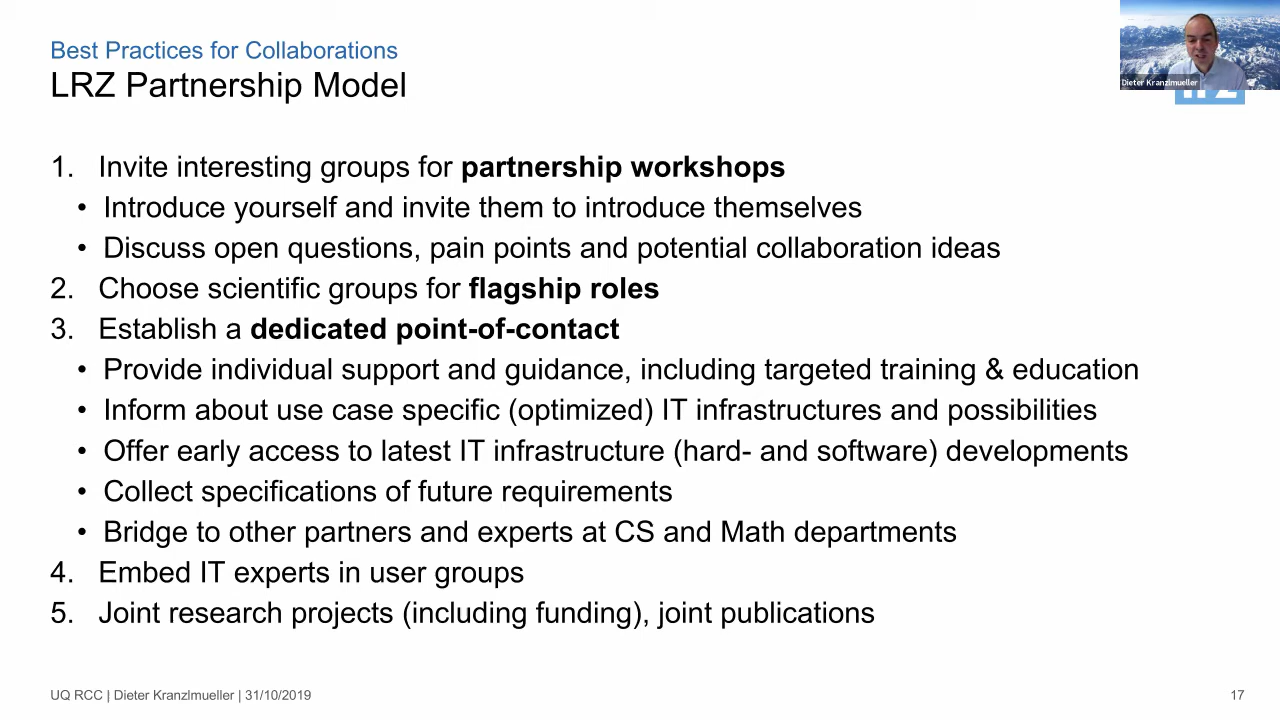 Best Practices for Collaborations
LRZ Partnership Model
Dieter Kranzlmueller
1. Invite interesting groups for partnership workshops
• Introduce yourself and invite them to introduce themselves
• Discuss open questions, pain points and potential collaboration ideas
2. Choose scientific groups for flagship roles
3. Establish a dedicated point-of-contact
• Provide individual support and guidance, including targeted training & education
• Inform about use case specific (optimized) IT infrastructures and possibilities
• Offer early access to latest IT infrastructure (hard- and software) developments
• Collect specifications of future requirements
• Bridge to other partners and experts at CS and Math departments
4. Embed IT experts in user groups
5. Joint research projects (including funding), joint publications
UQ RCC | Dieter Kranzlmueller | 31/10/2019
17